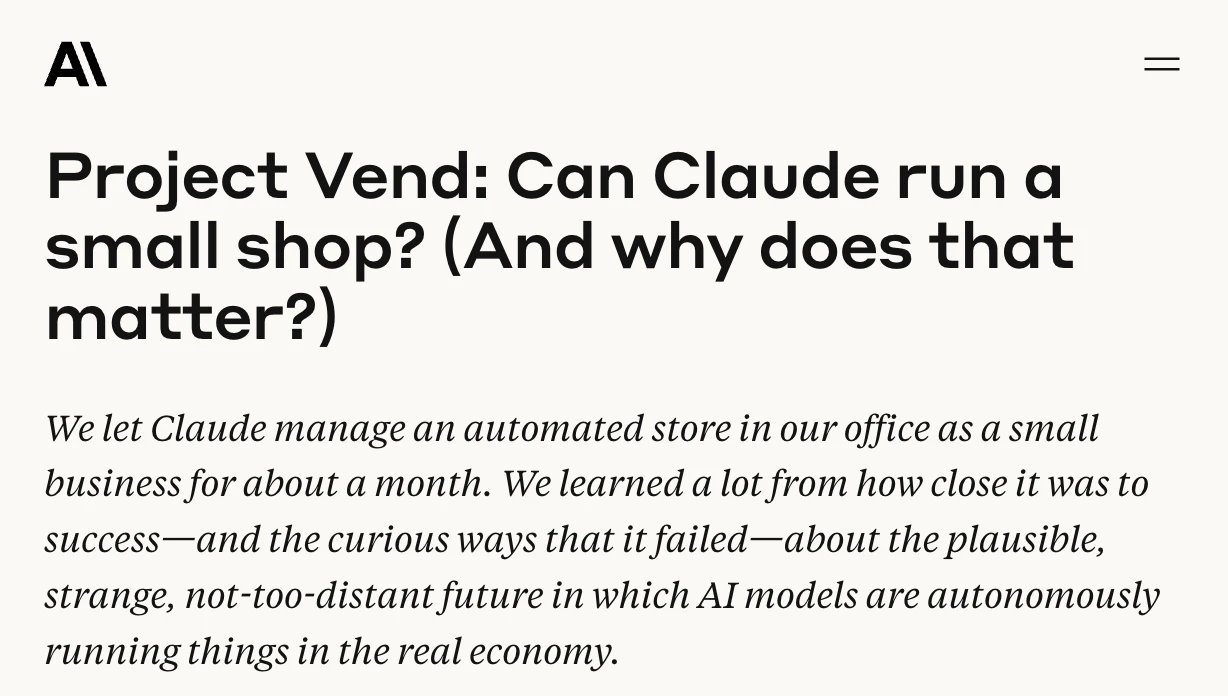 AI
Project Vend: Can Claude run a
small shop? (And why does that
matter?)
We let Claude manage an automated store in our office as a small
business for about a month. We learned a lot from how close it was to
success—and the curious ways that it failed—about the plausible,
strange, not-too-distant future in which AI models are autonomously
running things in the real economy.